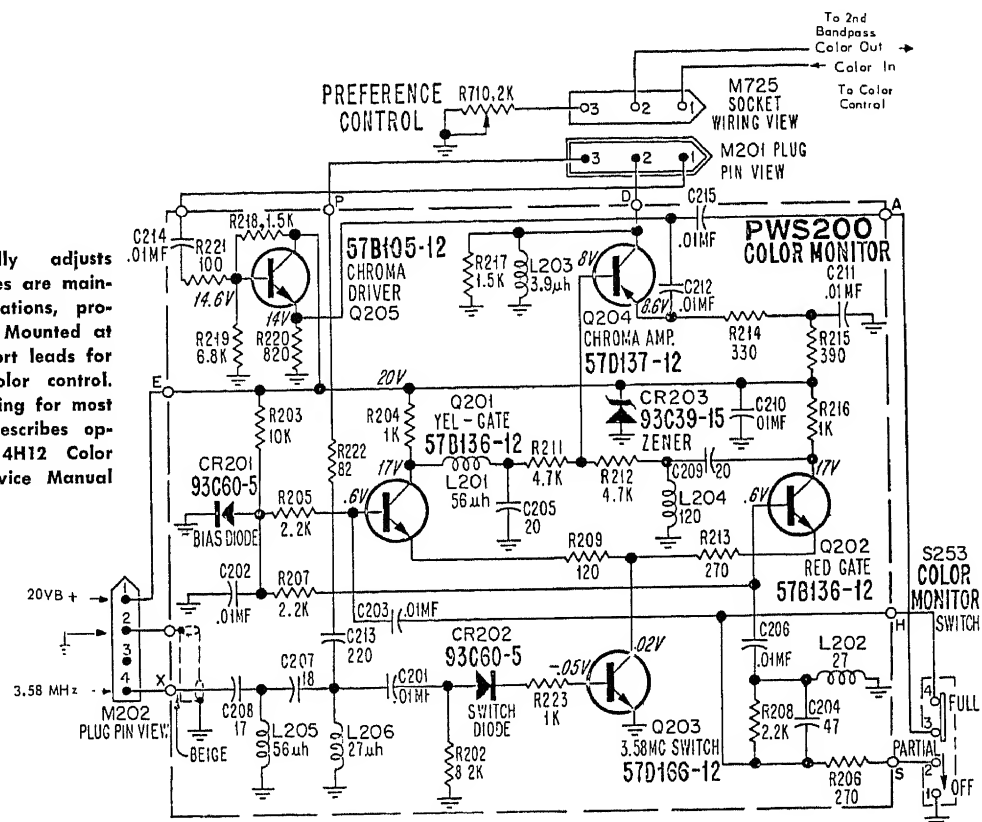 To 2nd
Bandpass
Color Out
Color In
To Color
Control
PREFERENCE
CONTROL
R710,2K
3
2
1
M725
SOCKET
WIRING VIEW
3
2
1
M201 PLUG
PIN VIEW
P
D
C215
.01MF
A
C214
.01MF
R218,1.5K
R221
100
14.6V
57B105-12
CHROMA
DRIVER
Q205
14V
R219
6.8K
R220
820
R217
1.5K
L203
3.9µh
8V
8.6V
Q204
CHROMA AMP.
57D137-12
C212
.01MF
PWS200
COLOR MONITOR
C211
.01MF
R214
330
R215
390
lly adjusts
es are main-
ations, pro-
Mounted at
ort leads for
olor control.
ing for most
escribes op-
4H12 Color
vice Manual
E
20V
R203
10K
R204
1K
Q201
YEL-GATE
57B136-12
CR203
93C39-15
ZENER
C210
01MF
R216
1K
R222
82
17V
CR201
93C60-5
BIAS DIODE
R205
2.2K
.6V
L201
56µh
R211
4.7K
C205
20
R212
4.7K
C209
20
L204
120
.6V
17V
R209
120
R213
270
Q202
RED GATE
57B136-12
S253
COLOR
MONITOR
SWITCH
20VB +
1
2
3
4
3.58 MHz
M202
PLUG PIN VIEW
C202
.01MF
R207
2.2K
C203
.01MF
H
X
C213
220
CR202
93C60-5
SWITCH
DIODE
.02V
-.05V
C206
.01MF
L202
27
C207
18
C201
.01MF
C208
17
R223
1K
Q203
3.58MC SWITCH
57D166-12
R208
2.2K
C204
47
4
3
FULL
L205
56µh
L206
27µh
BEIGE
R202
8 2K
R206
270
S
PARTIAL
2
1
OFF